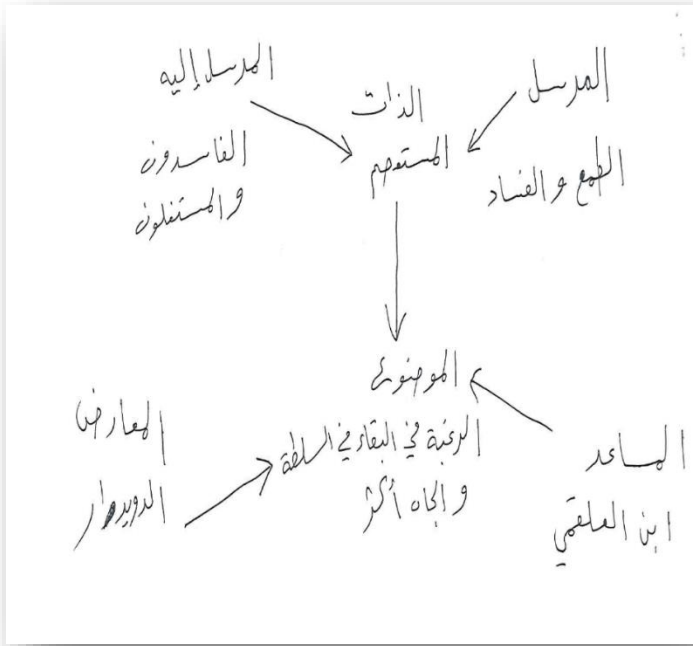 المرسل
الطمع والفساد
الذات
المستعصم
المرسل إليه
الفاسدون
والمستغلون
الموضوع
الرغبة في البقاء في السلطة
والجاه أكثر
المساعد
ابن العلقمي
المعارض
الدويدار